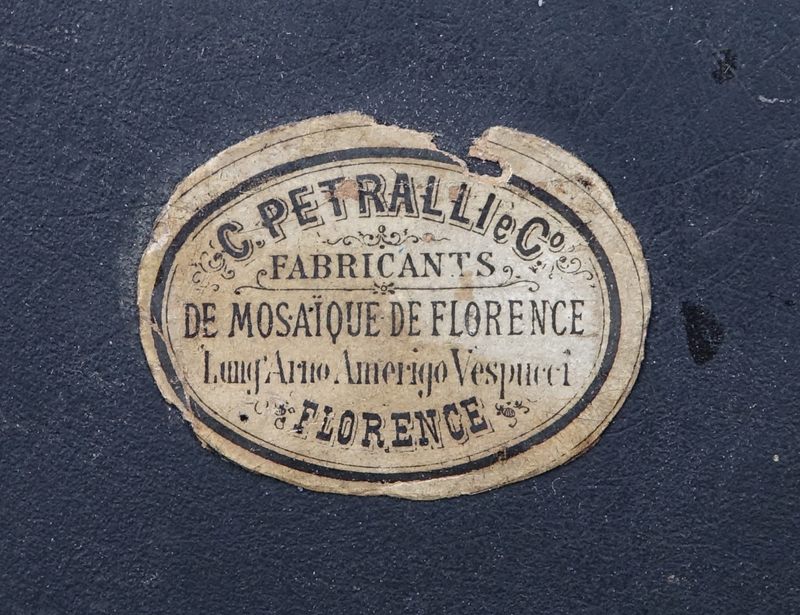 C. PETRALLI e Cº
FABRICANTS
DE MOSAÏQUE DE FLORENCE
Lung'Arno Amerigo Vespucci
FLORENCE